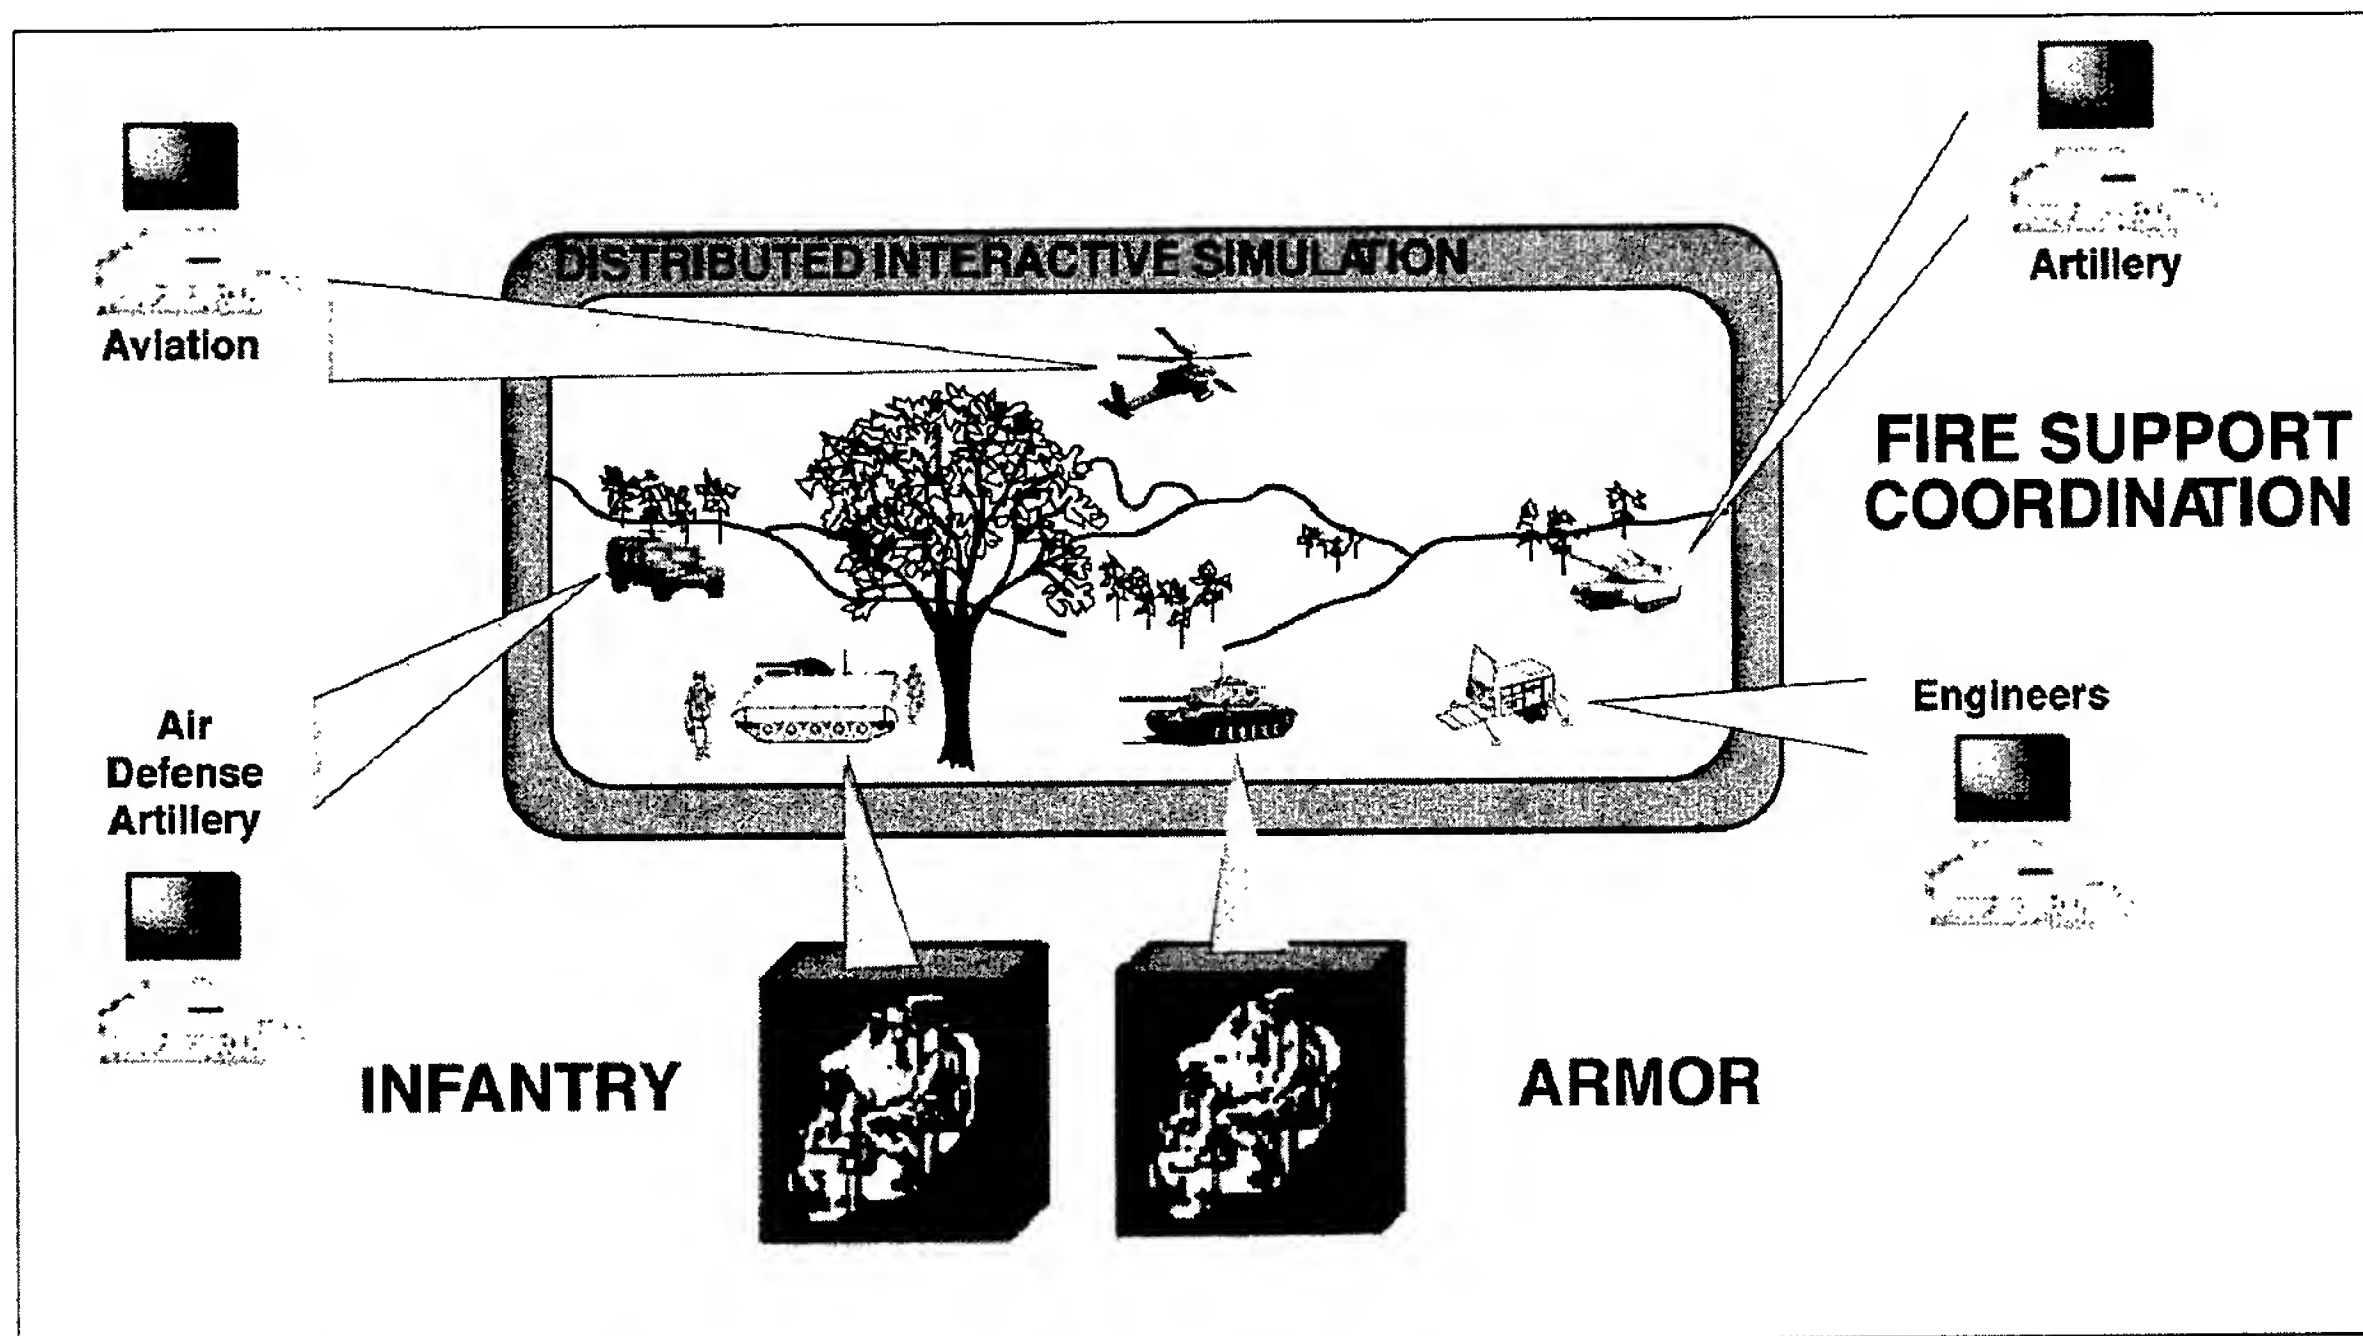 DISTRIBUTED INTERACTIVE SIMULATION
Aviation
Artillery
FIRE SUPPORT
COORDINATION
Air
Defense
Artillery
Engineers
INFANTRY
ARMOR